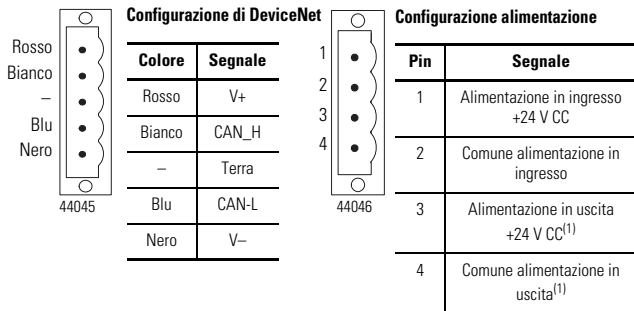 Configurazione di DeviceNet
Rosso
Bianco
–
Blu
Nero
44045
Colore Segnale
Rosso V+
Bianco CAN_H
– Terra
Blu CAN-L
Nero V–
Configurazione alimentazione
1
2
3
4
44046
Pin Segnale
1 Alimentazione in ingresso
+24 V CC
2 Comune alimentazione in
ingresso
3 Alimentazione in uscita
+24 V CC(1)
4 Comune alimentazione in
uscita(1)